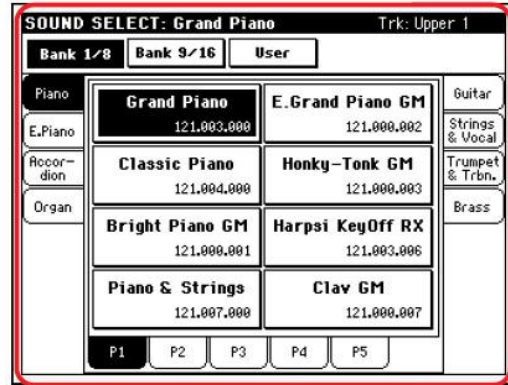 SOUND SELECT: Grand Piano Trk: Upper 1
Bank 1/8 Bank 9/16 User
Piano
E.Piano
Accor-
dion
Organ
Grand Piano
121.003.000
E.Grand Piano GM
121.000.002
Classic Piano
121.004.000
Honky-Tonk GM
121.000.003
Bright Piano GM
121.000.001
Harpsi KeyOff RX
121.003.006
Piano & Strings
121.007.000
Clav GM
121.000.007
Guitar
Strings
& Vocal
Trumpet
& Trbn.
Brass
P1 P2 P3 P4 P5